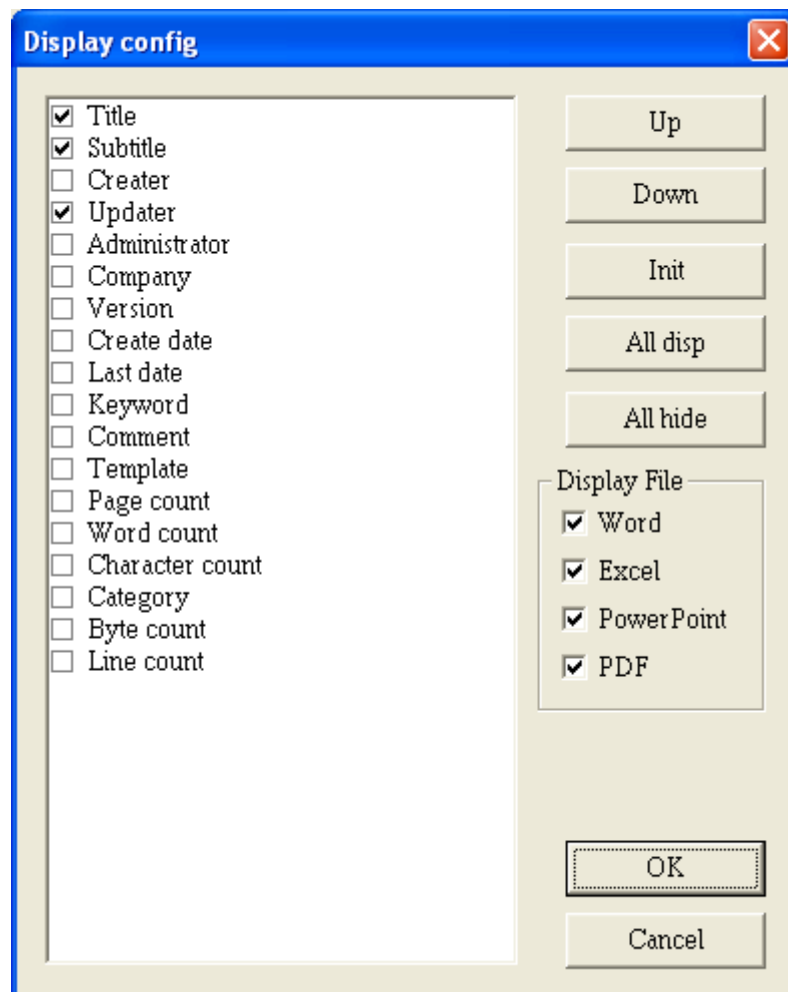 Display config
Title
Subtitle
Creater
Updater
Administrator
Company
Version
Create date
Last date
Keyword
Comment
Template
Page count
Word count
Character count
Category
Byte count
Line count
Up
Down
Init
All disp
All hide
Display File
Word
Excel
PowerPoint
PDF
OK
Cancel